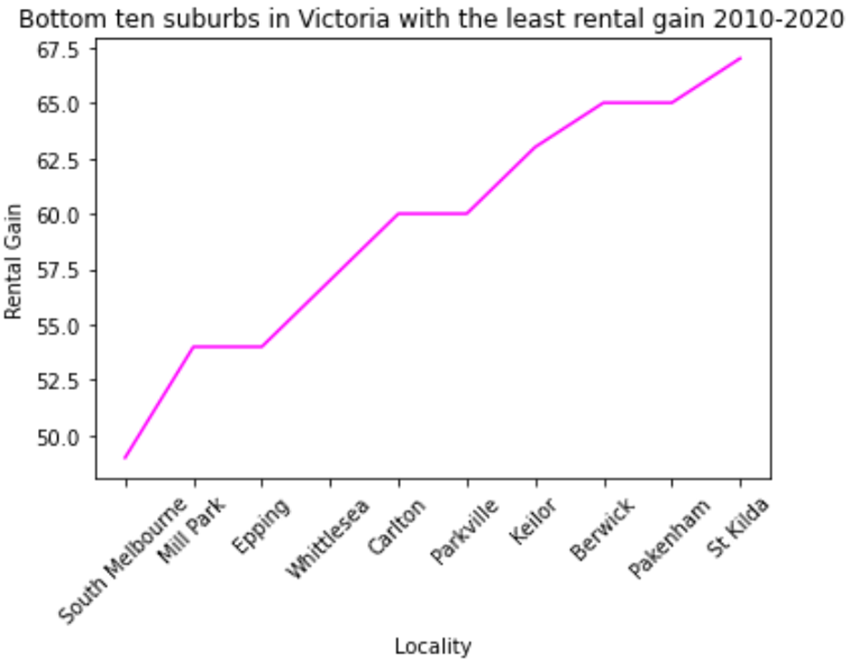 Bottom ten suburbs in Victoria with the least rental gain 2010-2020
67.5
65.0
62.5
60.0
57.5
55.0
52.5
50.0
Rental Gain
South Melbourne
Mill Park
Epping
Whittlesea
Carlton
Parkville
Keilor
Berwick
Pakenham
St Kilda
Locality